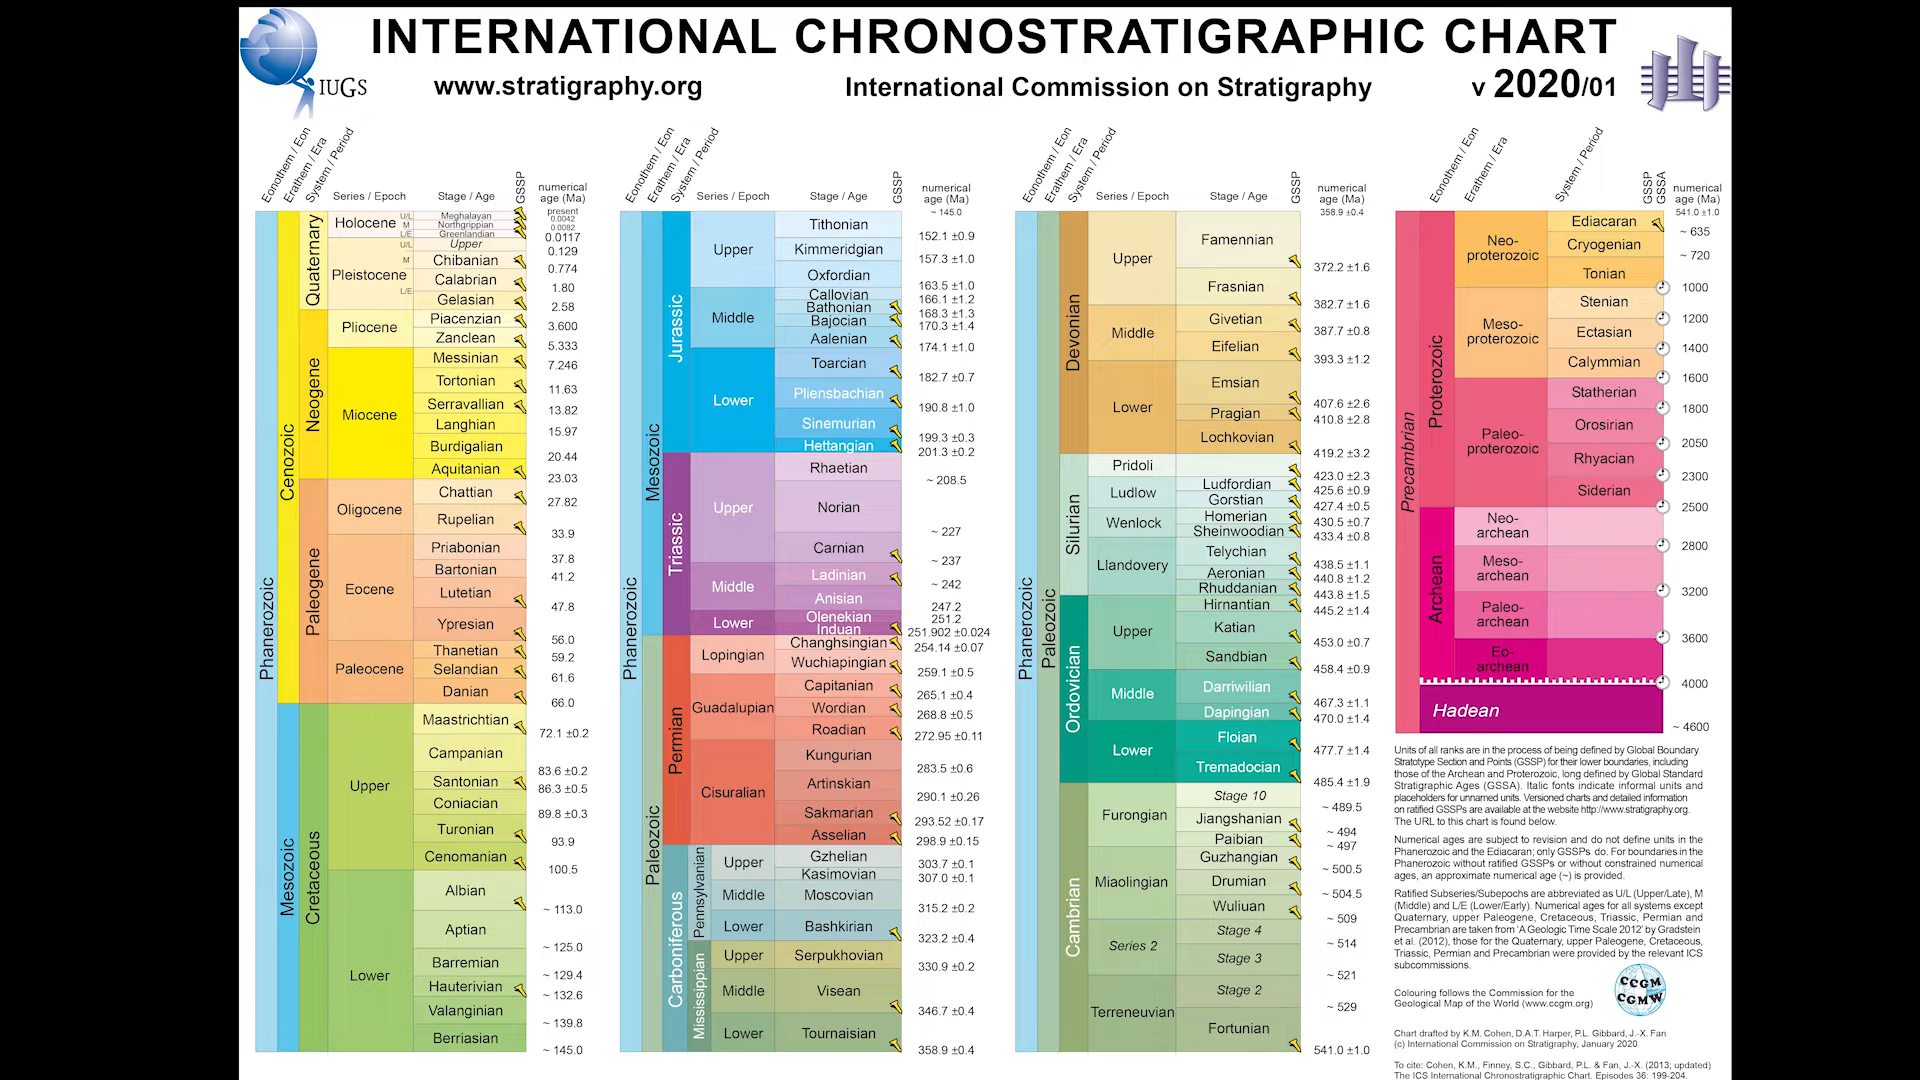 INTERNATIONAL CHRONOSTRATIGRAPHIC CHART
IUGS
www.stratigraphy.org
International Commission on Stratigraphy
v 2020/01
Eonothem / Eon
Erathem / Era
System / Period
Series / Epoch
Stage / Age
GSSP
numerical
age (Ma)
Phanerozoic
Cenozoic
Mesozoic
Quaternary
Neogene
Paleogene
Cretaceous
Holocene
U/L
M
L/E
Pleistocene
U/L
M
L/E
Pliocene
Miocene
Oligocene
Eocene
Paleocene
Upper
Lower
Meghalayan
Northgrippian
Greenlandian
Upper
Chibanian
Calabrian
Gelasian
Piacenzian
Zanclean
Messinian
Tortonian
Serravallian
Langhian
Burdigalian
Aquitanian
Chattian
Rupelian
Priabonian
Bartonian
Lutetian
Ypresian
Thanetian
Selandian
Danian
Maastrichtian
Campanian
Santonian
Coniacian
Turonian
Cenomanian
Albian
Aptian
Barremian
Hauterivian
Valanginian
Berriasian
present
0.0042
0.0082
0.0117
0.129
0.774
1.80
2.58
3.600
5.333
7.246
11.63
13.82
15.97
20.44
23.03
27.82
33.9
37.8
41.2
47.8
56.0
59.2
61.6
66.0
72.1 ±0.2
83.6 ±0.2
86.3 ±0.5
89.8 ±0.3
93.9
100.5
~ 113.0
~ 125.0
~ 129.4
~ 132.6
~ 139.8
~ 145.0
Eonothem / Eon
Erathem / Era
System / Period
Series / Epoch
Stage / Age
GSSP
numerical
age (Ma)
Phanerozoic
Mesozoic
Paleozoic
Jurassic
Triassic
Permian
Carboniferous
Pennsylvanian
Mississippian
Upper
Middle
Lower
Upper
Middle
Lower
Lopingian
Guadalupian
Cisuralian
Upper
Middle
Lower
Upper
Middle
Lower
Tithonian
Kimmeridgian
Oxfordian
Callovian
Bathonian
Bajocian
Aalenian
Toarcian
Pliensbachian
Sinemurian
Hettangian
Rhaetian
Norian
Carnian
Ladinian
Anisian
Olenekian
Induan
Changhsingian
Wuchiapingian
Capitanian
Wordian
Roadian
Kungurian
Artinskian
Sakmarian
Asselian
Gzhelian
Kasimovian
Moscovian
Bashkirian
Serpukhovian
Visean
Tournaisian
~ 145.0
152.1 ±0.9
157.3 ±1.0
163.5 ±1.0
166.1 ±1.2
168.3 ±1.3
170.3 ±1.4
174.1 ±1.0
182.7 ±0.7
190.8 ±1.0
199.3 ±0.3
201.3 ±0.2
~ 208.5
~ 227
~ 237
~ 242
247.2
251.2
251.902 ±0.024
254.14 ±0.07
259.1 ±0.5
265.1 ±0.4
268.8 ±0.5
272.95 ±0.11
283.5 ±0.6
290.1 ±0.26
293.52 ±0.17
298.9 ±0.15
303.7 ±0.1
307.0 ±0.1
315.2 ±0.2
323.2 ±0.4
330.9 ±0.2
346.7 ±0.4
358.9 ±0.4
Eonothem / Eon
Erathem / Era
System / Period
Series / Epoch
Stage / Age
GSSP
numerical
age (Ma)
Phanerozoic
Paleozoic
Devonian
Silurian
Ordovician
Cambrian
Upper
Middle
Lower
Pridoli
Ludlow
Wenlock
Llandovery
Upper
Middle
Lower
Furongian
Miaolingian
Series 2
Terreneuvian
Famennian
Frasnian
Givetian
Eifelian
Emsian
Pragian
Lochkovian
Ludfordian
Gorstian
Homerian
Sheinwoodian
Telychian
Aeronian
Rhuddanian
Hirnantian
Katian
Sandbian
Darriwilian
Dapingian
Floian
Tremadocian
Stage 10
Jiangshanian
Paibian
Guzhangian
Drumian
Wuliuan
Stage 4
Stage 3
Stage 2
Fortunian
358.9 ±0.4
372.2 ±1.6
382.7 ±1.6
387.7 ±0.8
393.3 ±1.2
407.6 ±2.6
410.8 ±2.8
419.2 ±3.2
423.0 ±2.3
425.6 ±0.9
427.4 ±0.5
430.5 ±0.7
433.4 ±0.8
438.5 ±1.1
440.8 ±1.2
443.8 ±1.5
445.2 ±1.4
453.0 ±0.7
458.4 ±0.9
467.3 ±1.1
470.0 ±1.4
477.7 ±1.4
485.4 ±1.9
~ 489.5
~ 494
~ 497
~ 500.5
~ 504.5
~ 509
~ 514
~ 521
~ 529
541.0 ±1.0
Eonothem / Eon
Erathem / Era
System / Period
GSSP
GSSA
numerical
age (Ma)
Precambrian
Proterozoic
Archean
Hadean
Neo-
proterozoic
Meso-
proterozoic
Paleo-
proterozoic
Neo-
archean
Meso-
archean
Paleo-
archean
Eo-
archean
Ediacaran
Cryogenian
Tonian
Stenian
Ectasian
Calymmian
Statherian
Orosirian
Rhyacian
Siderian
541.0 ±1.0
~ 635
~ 720
1000
1200
1400
1600
1800
2050
2300
2500
2800
3200
3600
4000
~ 4600
Units of all ranks are in the process of being defined by Global Boundary
Stratotype Section and Points (GSSP) for their lower boundaries, including
those of the Archean and Proterozoic, long defined by Global Standard
Stratigraphic Ages (GSSA). Italic fonts indicate informal units and
placeholders for unnamed units. Versioned charts and detailed information
on ratified GSSPs are available at the website http://www.stratigraphy.org.
The URL to this chart is found below.
Numerical ages are subject to revision and do not define units in the
Phanerozoic and the Ediacaran; only GSSPs do. For boundaries in the
Phanerozoic without ratified GSSPs or without constrained numerical
ages, an approximate numerical age (~) is provided.
Ratified Subseries/Subepochs are abbreviated as U/L (Upper/Late), M
(Middle) and L/E (Lower/Early). Numerical ages for all systems except
Quaternary, upper Paleogene, Cretaceous, Triassic, Permian and
Precambrian are taken from 'A Geologic Time Scale 2012' by Gradstein
et al. (2012), those for the Quaternary, upper Paleogene, Cretaceous,
Triassic, Permian and Precambrian were provided by the relevant ICS
subcommissions.
Colouring follows the Commission for the
Geological Map of the World (www.ccgm.org)
CCGM
CGMW
Chart drafted by K.M. Cohen, D.A.T. Harper, P.L. Gibbard, J.-X. Fan
(c) International Commission on Stratigraphy, January 2020
To cite: Cohen, K.M., Finney, S.C., Gibbard, P.L. & Fan, J.-X. (2013; updated)
The ICS International Chronostratigraphic Chart. Episodes 36: 199-204.